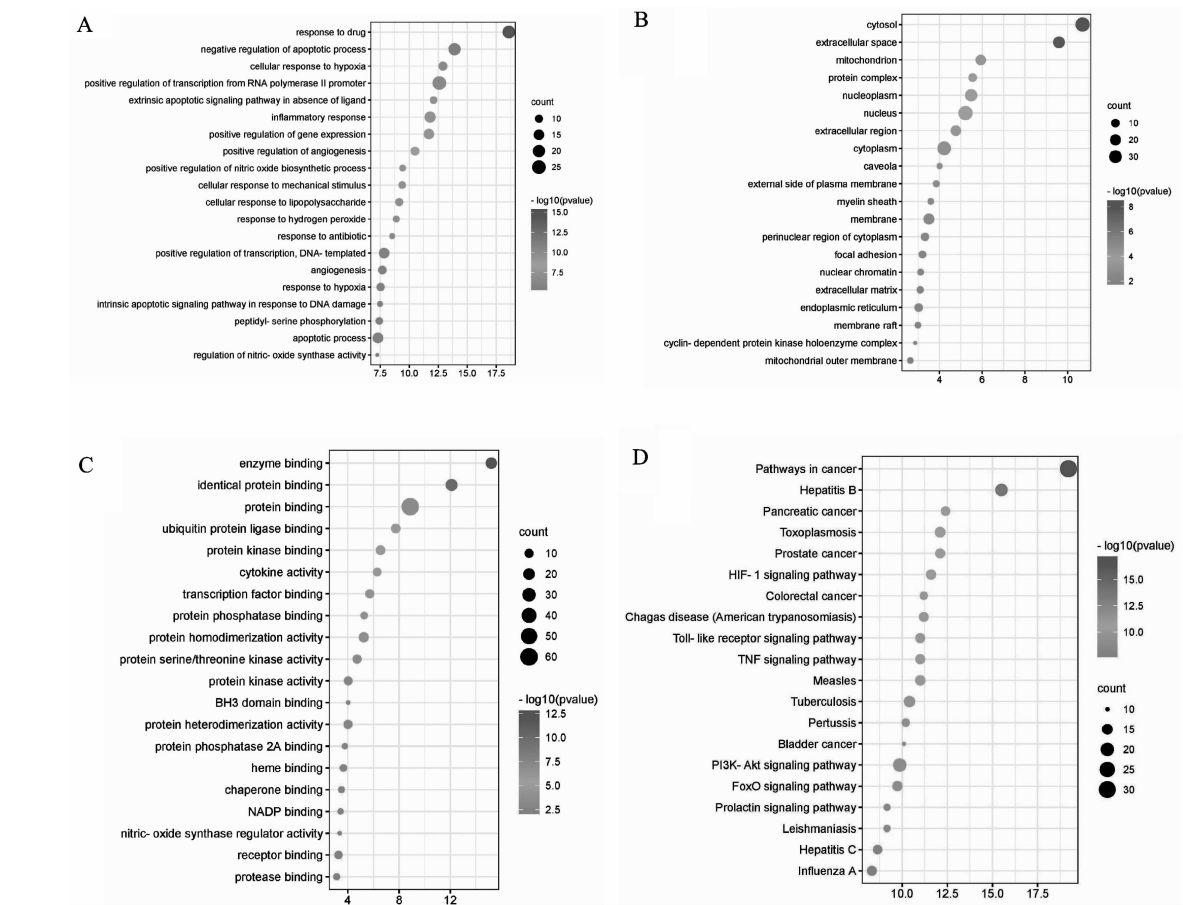 A
response to drug
negative regulation of apoptotic process
cellular response to hypoxia
positive regulation of transcription from RNA polymerase II promoter
extrinsic apoptotic signaling pathway in absence of ligand
inflammatory response
positive regulation of gene expression
positive regulation of angiogenesis
positive regulation of nitric oxide biosynthetic process
cellular response to mechanical stimulus
cellular response to lipopolysaccharide
response to hydrogen peroxide
response to antibiotic
positive regulation of transcription, DNA- templated
angiogenesis
response to hypoxia
intrinsic apoptotic signaling pathway in response to DNA damage
peptidyl- serine phosphorylation
apoptotic process
regulation of nitric- oxide synthase activity
7.5 10.0 12.5 15.0 17.5
count
10
15
20
25
- log10(pvalue)
15.0
12.5
10.0
7.5
B
cytosol
extracellular space
mitochondrion
protein complex
nucleoplasm
nucleus
extracellular region
cytoplasm
caveola
external side of plasma membrane
myelin sheath
membrane
perinuclear region of cytoplasm
focal adhesion
nuclear chromatin
extracellular matrix
endoplasmic reticulum
membrane raft
cyclin- dependent protein kinase holoenzyme complex
mitochondrial outer membrane
4 6 8 10
count
10
20
30
- log10(pvalue)
8
6
4
2
C
enzyme binding
identical protein binding
protein binding
ubiquitin protein ligase binding
protein kinase binding
cytokine activity
transcription factor binding
protein phosphatase binding
protein homodimerization activity
protein serine/threonine kinase activity
protein kinase activity
BH3 domain binding
protein heterodimerization activity
protein phosphatase 2A binding
heme binding
chaperone binding
NADP binding
nitric- oxide synthase regulator activity
receptor binding
protease binding
4 8 12
count
10
20
30
40
50
60
- log10(pvalue)
12.5
10.0
7.5
5.0
2.5
D
Pathways in cancer
Hepatitis B
Pancreatic cancer
Toxoplasmosis
Prostate cancer
HIF- 1 signaling pathway
Colorectal cancer
Chagas disease (American trypanosomiasis)
Toll- like receptor signaling pathway
TNF signaling pathway
Measles
Tuberculosis
Pertussis
Bladder cancer
PI3K- Akt signaling pathway
FoxO signaling pathway
Prolactin signaling pathway
Leishmaniasis
Hepatitis C
Influenza A
10.0 12.5 15.0 17.5
- log10(pvalue)
15.0
12.5
10.0
count
10
15
20
25
30